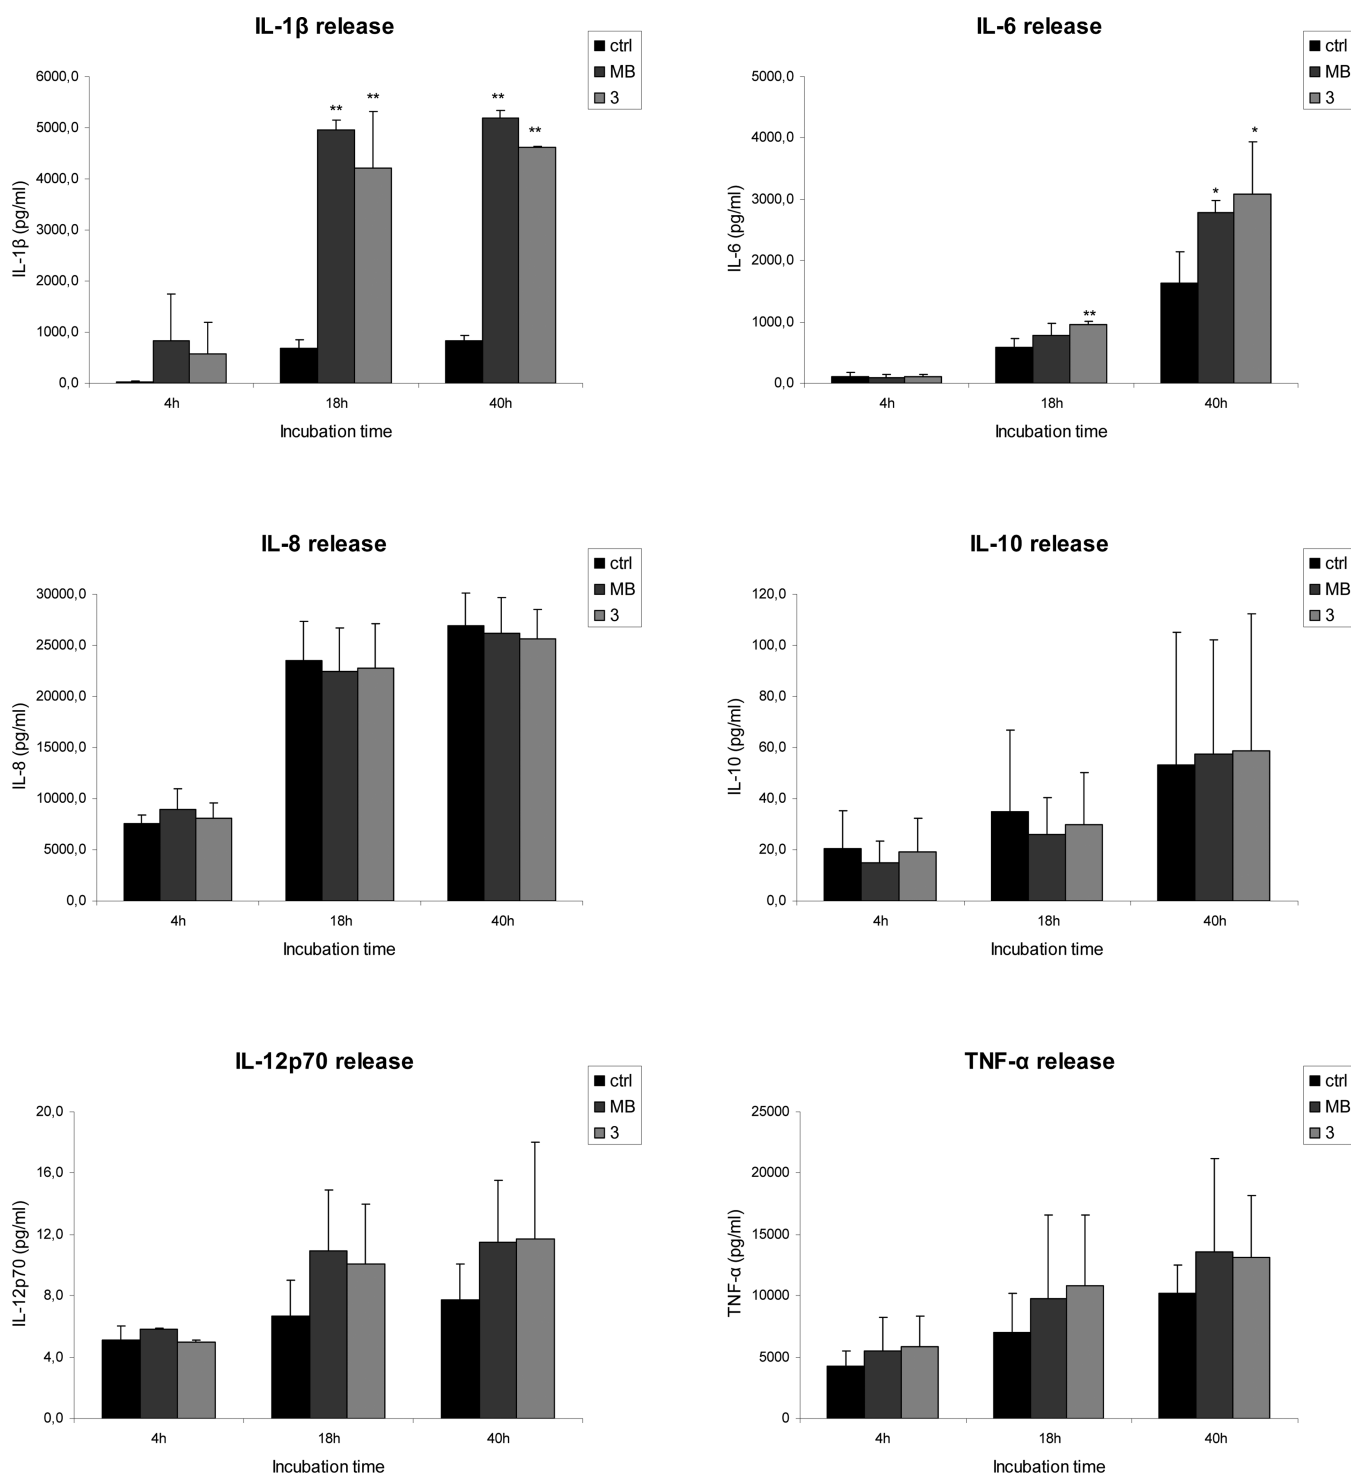 IL-1β release
ctrl
MB
3
6000,0
5000,0
4000,0
3000,0
2000,0
1000,0
0,0
IL-1β (pg/ml)
**
**
**
**
4h
18h
40h
Incubation time
IL-6 release
ctrl
MB
3
5000,0
4000,0
3000,0
2000,0
1000,0
0,0
IL-6 (pg/ml)
**
*
*
4h
18h
40h
Incubation time
IL-8 release
ctrl
MB
3
30000,0
25000,0
20000,0
15000,0
10000,0
5000,0
0,0
IL-8 (pg/ml)
4h
18h
40h
Incubation time
IL-10 release
ctrl
MB
3
120,0
100,0
80,0
60,0
40,0
20,0
0,0
IL-10 (pg/ml)
4h
18h
40h
Incubation time
IL-12p70 release
ctrl
MB
3
20,0
16,0
12,0
8,0
4,0
0,0
IL-12p70 (pg/ml)
4h
18h
40h
Incubation time
TNF-α release
ctrl
MB
3
25000
20000
15000
10000
5000
0
TNF-α (pg/ml)
4h
18h
40h
Incubation time